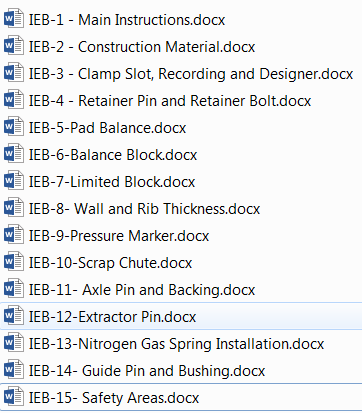 IEB-1 - Main Instructions.docx
IEB-2 - Construction Material.docx
IEB-3 - Clamp Slot, Recording and Designer.docx
IEB-4 - Retainer Pin and Retainer Bolt.docx
IEB-5-Pad Balance.docx
IEB-6-Balance Block.docx
IEB-7-Limited Block.docx
IEB-8- Wall and Rib Thickness.docx
IEB-9-Pressure Marker.docx
IEB-10-Scrap Chute.docx
IEB-11- Axle Pin and Backing.docx
IEB-12-Extractor Pin.docx
IEB-13-Nitrogen Gas Spring Installation.docx
IEB-14- Guide Pin and Bushing.docx
IEB-15- Safety Areas.docx